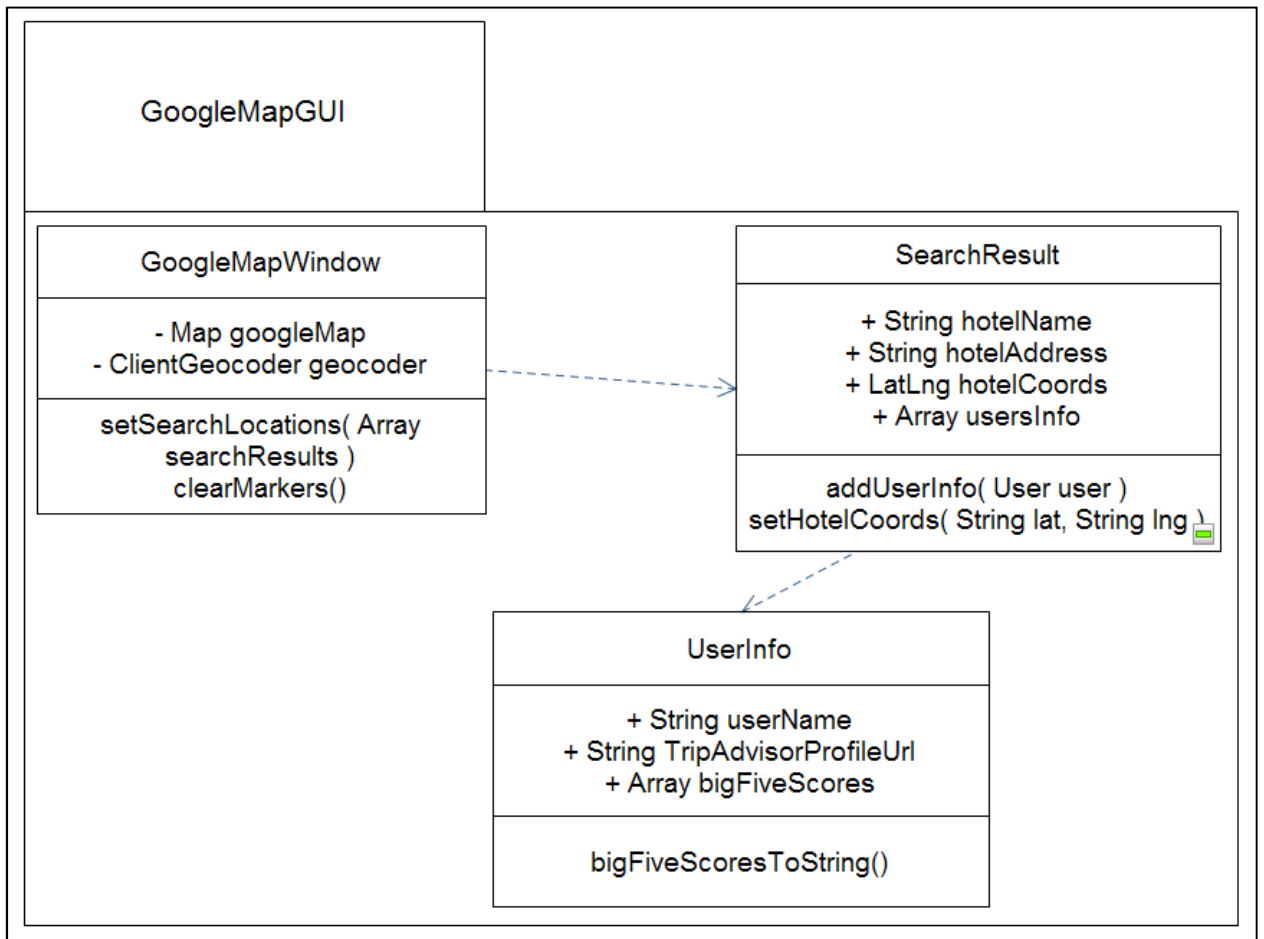 GoogleMapGUI
GoogleMapWindow
- Map googleMap
- ClientGeocoder geocoder
setSearchLocations( Array
searchResults )
clearMarkers()
SearchResult
+ String hotelName
+ String hotelAddress
+ LatLng hotelCoords
+ Array usersInfo
addUserInfo( User user )
setHotelCoords( String lat, String lng )
UserInfo
+ String userName
+ String TripAdvisorProfileUrl
+ Array bigFiveScores
bigFiveScoresToString()